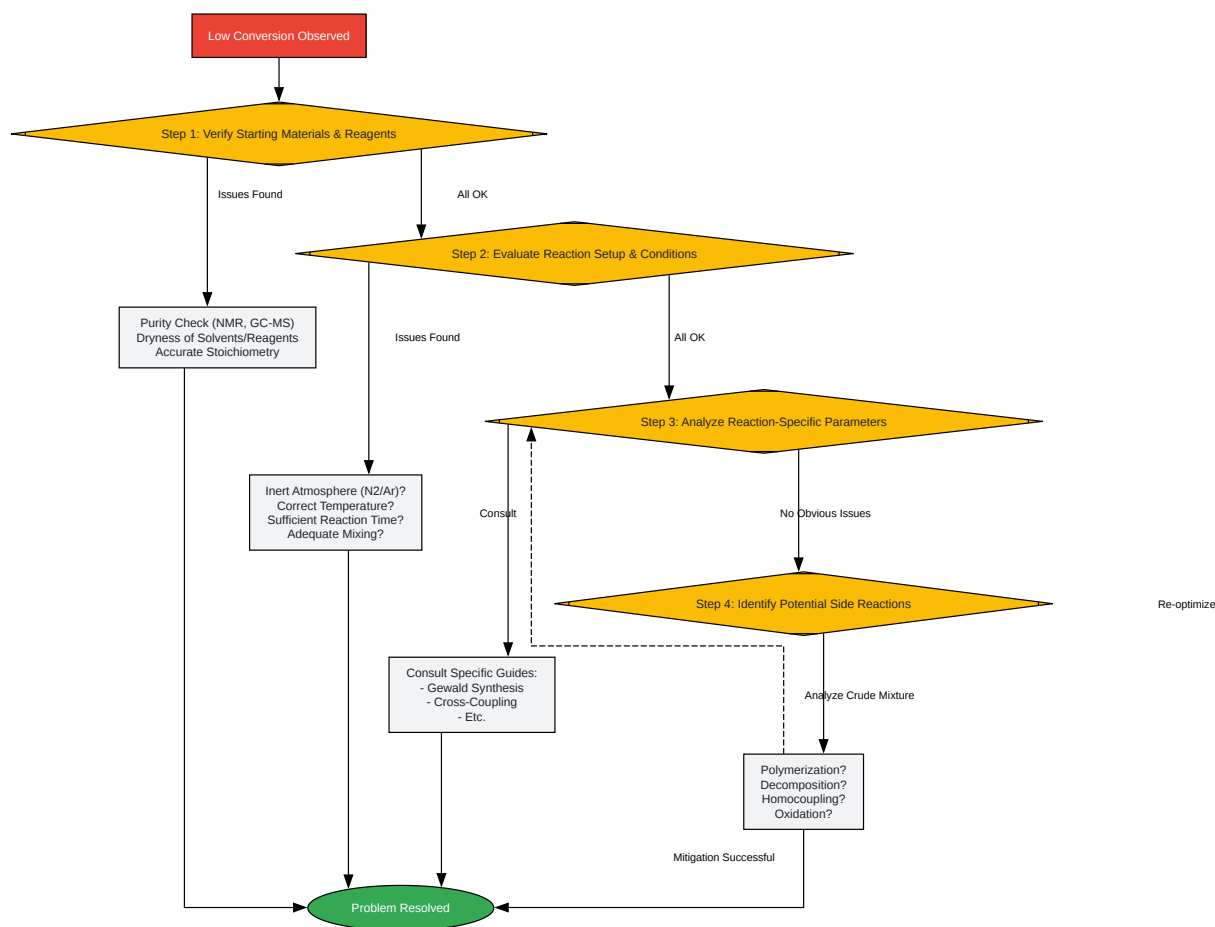 Low Conversion Observed
Step 1: Verify Starting Materials & Reagents
Issues Found
All OK
Step 2: Evaluate Reaction Setup & Conditions
Purity Check (NMR, GC-MS)
Dryness of Solvents/Reagents
Accurate Stoichiometry
Issues Found
All OK
Step 3: Analyze Reaction-Specific Parameters
Inert Atmosphere (N2/Ar)?
Correct Temperature?
Sufficient Reaction Time?
Adequate Mixing?
Consult
No Obvious Issues
Step 4: Identify Potential Side Reactions
Re-optimize
Consult Specific Guides:
- Gewald Synthesis
- Cross-Coupling
- Etc.
Analyze Crude Mixture
Polymerization?
Decomposition?
Homocoupling?
Oxidation?
Mitigation Successful
Problem Resolved